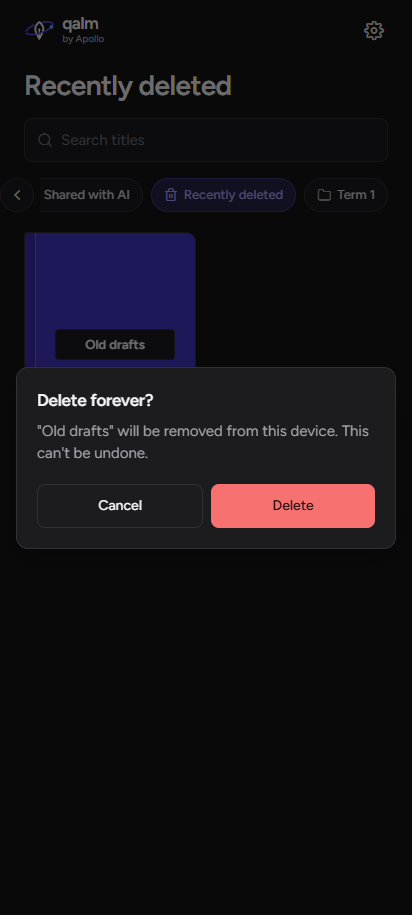 qalm
by Apollo
Recently deleted
Search titles
Shared with AI
Recently deleted
Term 1
Old drafts
Delete forever?
"Old drafts" will be removed from this device. This
can't be undone.
Cancel
Delete